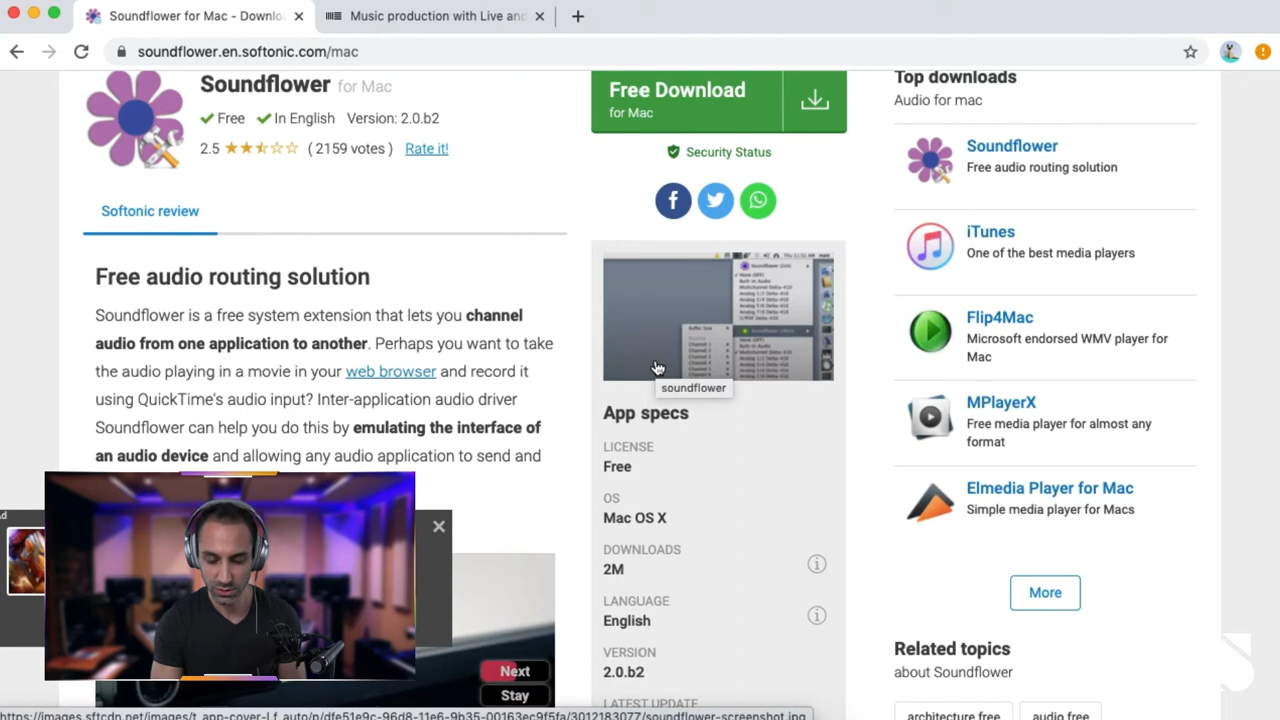 Soundflower for Mac - Downlo
Music production with Live and
soundflower.en.softonic.com/mac
Soundflower for Mac
Free In English Version: 2.0.b2
2.5 ( 2159 votes ) Rate it!
Softonic review
Free audio routing solution
Soundflower is a free system extension that lets you channel
audio from one application to another. Perhaps you want to take
the audio playing in a movie in your web browser and record it
using QuickTime's audio input? Inter-application audio driver
Soundflower can help you do this by emulating the interface of
an audio device and allowing any audio application to send and
Next
Stay
Free Download
for Mac
Security Status
soundflower
App specs
LICENSE
Free
OS
Mac OS X
DOWNLOADS
2M
LANGUAGE
English
VERSION
2.0.b2
LATEST UPDATE
Top downloads
Audio for mac
Soundflower
Free audio routing solution
iTunes
One of the best media players
Flip4Mac
Microsoft endorsed WMV player for
Mac
MPlayerX
Free media player for almost any
format
Elmedia Player for Mac
Simple media player for Macs
More
Related topics
about Soundflower
architecture free
audio free